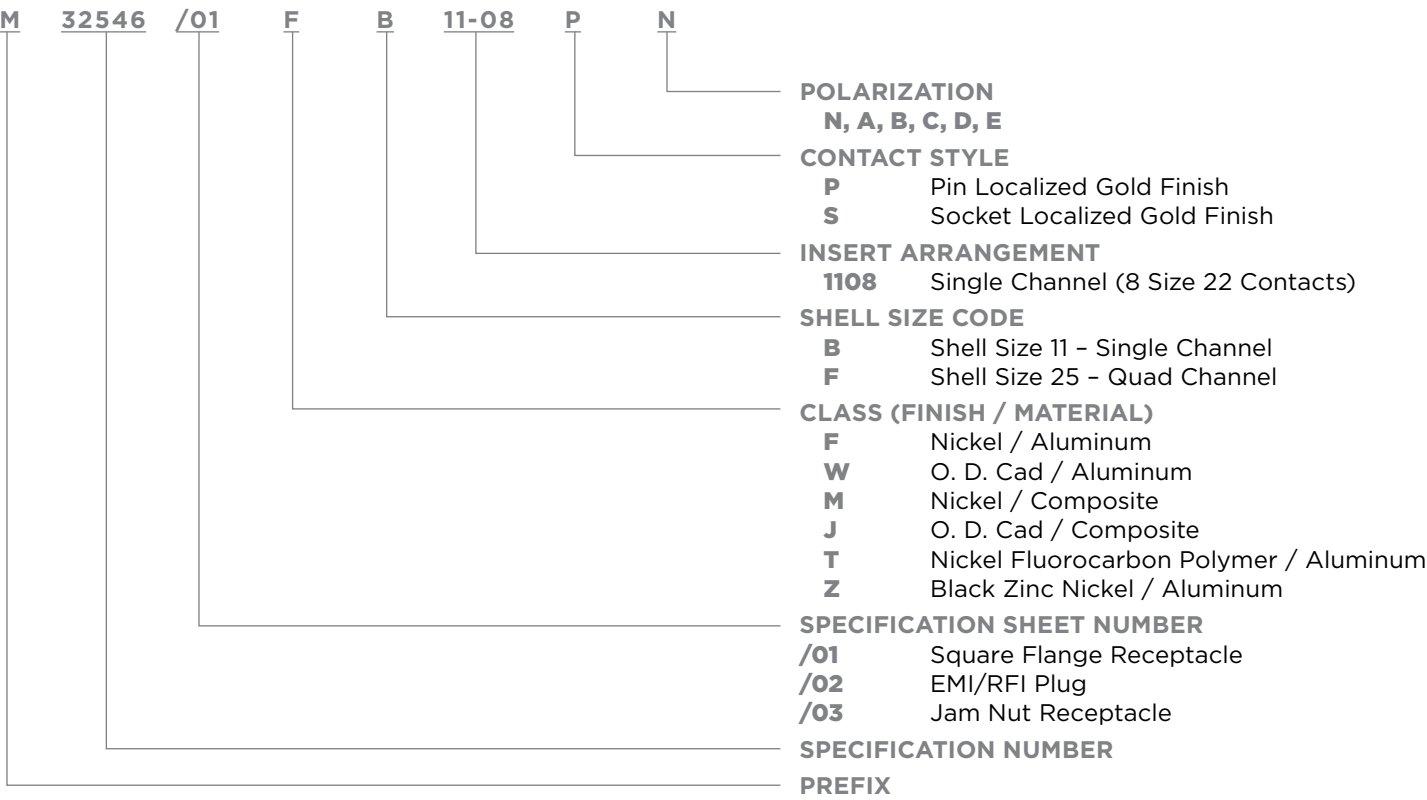 M 32546 /01 F B 11-08 P N
POLARIZATION
N, A, B, C, D, E
CONTACT STYLE
P Pin Localized Gold Finish
S Socket Localized Gold Finish
INSERT ARRANGEMENT
1108 Single Channel (8 Size 22 Contacts)
SHELL SIZE CODE
B Shell Size 11 – Single Channel
F Shell Size 25 – Quad Channel
CLASS (FINISH / MATERIAL)
F Nickel / Aluminum
W O. D. Cad / Aluminum
M Nickel / Composite
J O. D. Cad / Composite
T Nickel Fluorocarbon Polymer / Aluminum
Z Black Zinc Nickel / Aluminum
SPECIFICATION SHEET NUMBER
/01 Square Flange Receptacle
/02 EMI/RFI Plug
/03 Jam Nut Receptacle
SPECIFICATION NUMBER
PREFIX